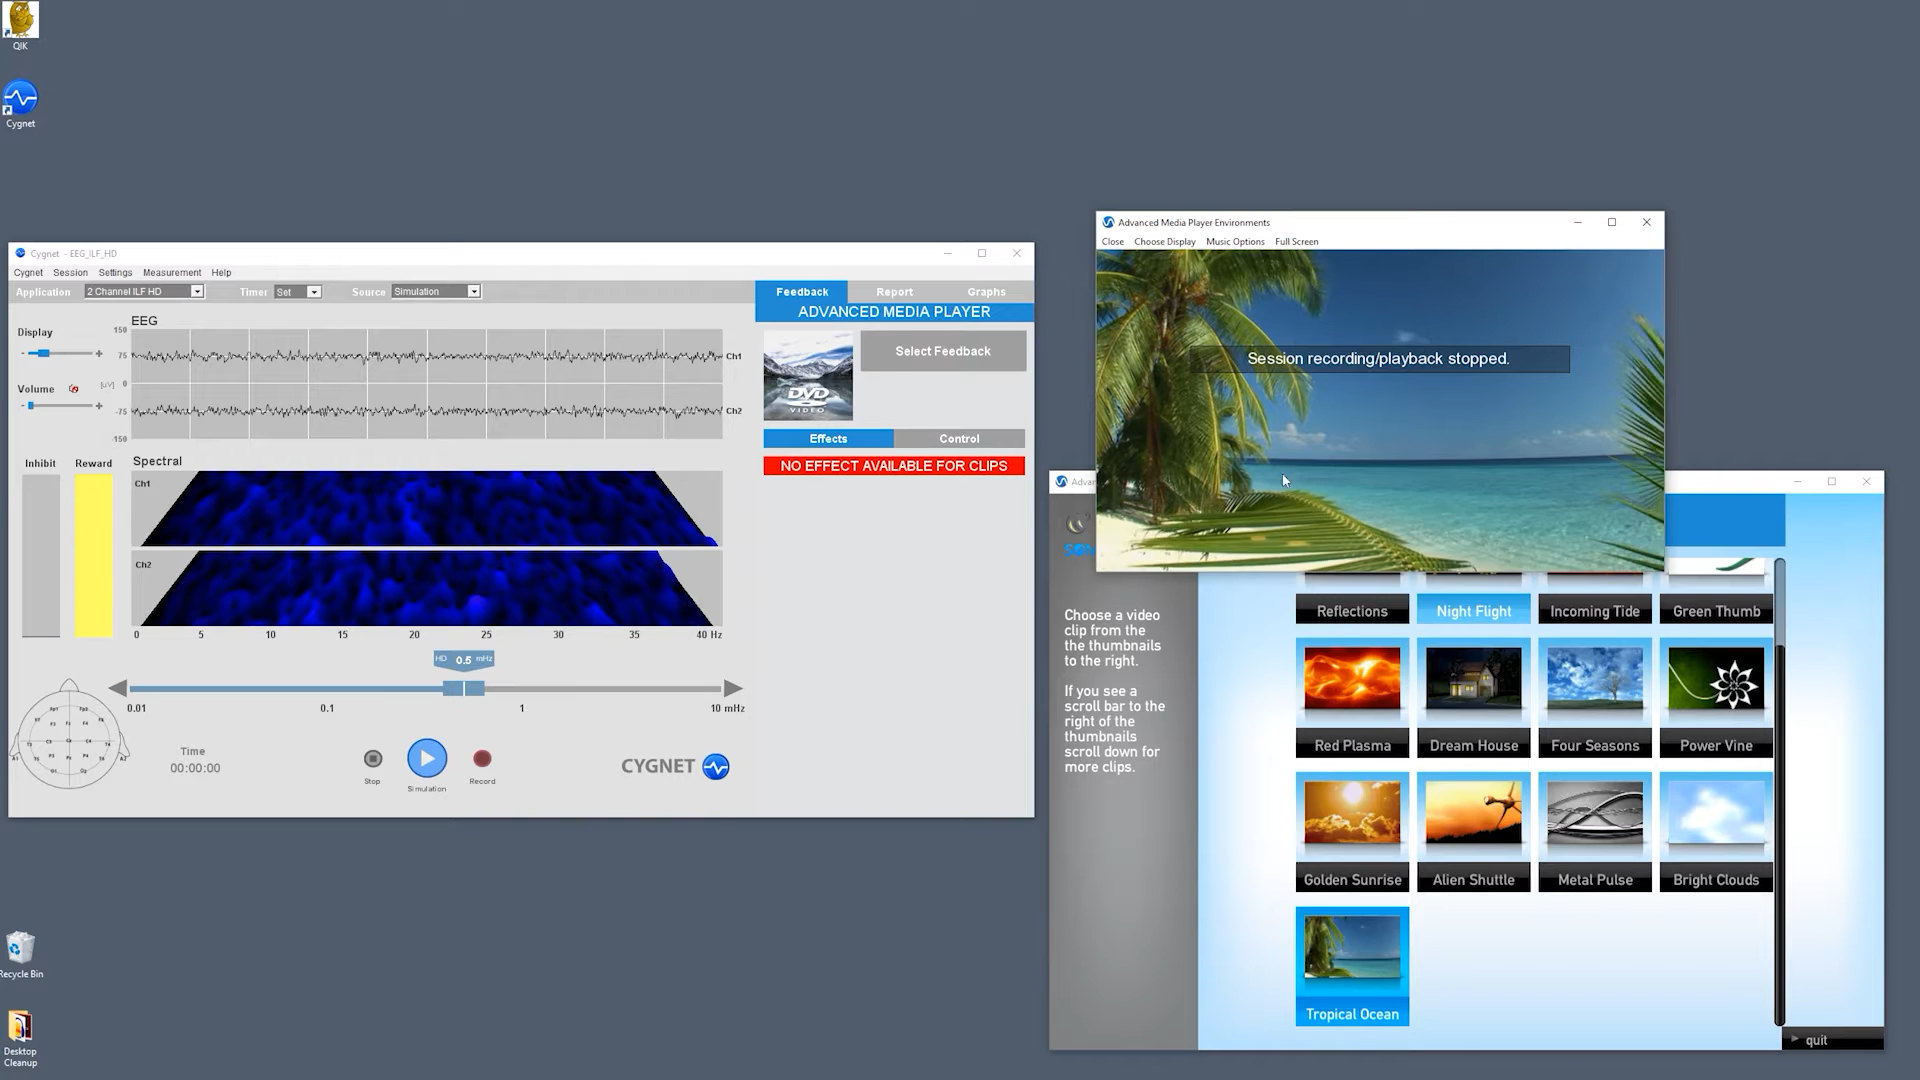 QIK
Cygnet
Recycle Bin
Desktop
Cleanup
Cygnet - EEG_ILF_HD
Cygnet Session Settings Measurement Help
Application 2 Channel ILF HD Timer Set Source Simulation
Feedback Report Graphs
ADVANCED MEDIA PLAYER
Select Feedback
DVD
VIDEO
Effects Control
NO EFFECT AVAILABLE FOR CLIPS
Display
- +
Volume
- +
EEG
150
75
[uV] 0
-75
-150
Ch1
Ch2
Inhibit Reward
Spectral
Ch1
Ch2
0 5 10 15 20 25 30 35 40 Hz
HD 0.5 mHz
0.01 0.1 1 10 mHz
Time
00:00:00
Stop
Simulation
Record
CYGNET
Advanced Media Player Environments
Close Choose Display Music Options Full Screen
Session recording/playback stopped.
Choose a video
clip from the
the thumbnails
to the right.
If you see a
scroll bar to the
right of the
thumbnails
scroll down for
more clips.
Reflections Night Flight Incoming Tide Green Thumb
Red Plasma Dream House Four Seasons Power Vine
Golden Sunrise Alien Shuttle Metal Pulse Bright Clouds
Tropical Ocean
quit